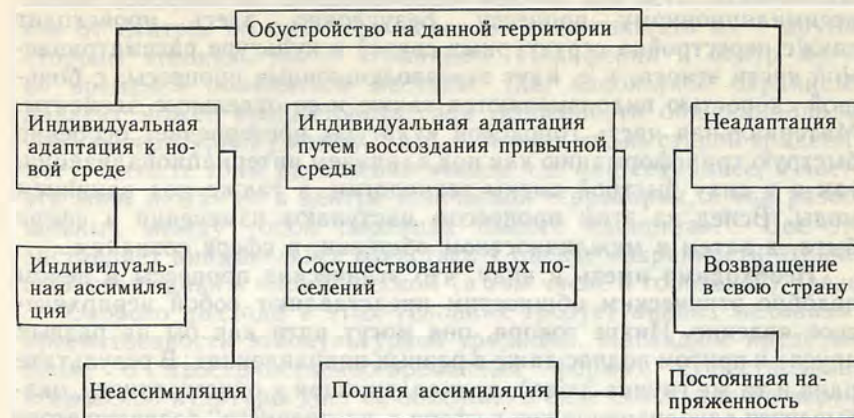 Обустройство на данной территории
Индивидуальная
адаптация к но-
вой среде
Индивидуальная адаптация
путем воссоздания привычной
среды
Неадаптация
Индивидуаль-
ная ассимиля-
ция
Сосуществование двух по-
селений
Возвращение
в свою страну
Неассимиляция
Полная ассимиляция
Постоянная на-
пряженность